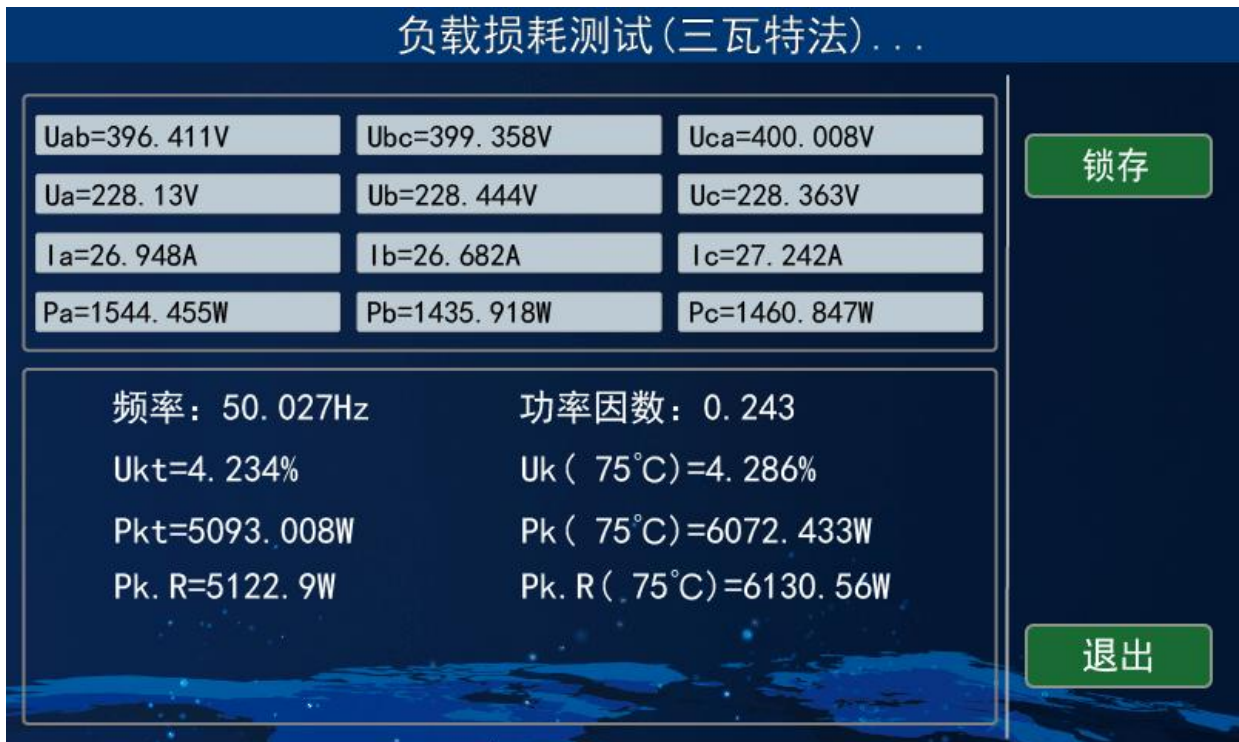 负载损耗测试(三瓦特法)...
Uab=396.411V Ubc=399.358V Uca=400.008V
锁存
Ua=228.13V Ub=228.444V Uc=228.363V
Ia=26.948A Ib=26.682A Ic=27.242A
Pa=1544.455W Pb=1435.918W Pc=1460.847W
频率：50.027Hz 功率因数：0.243
Ukt=4.234% Uk( 75℃)=4.286%
Pkt=5093.008W Pk( 75℃)=6072.433W
Pk.R=5122.9W Pk.R( 75℃)=6130.56W
退出